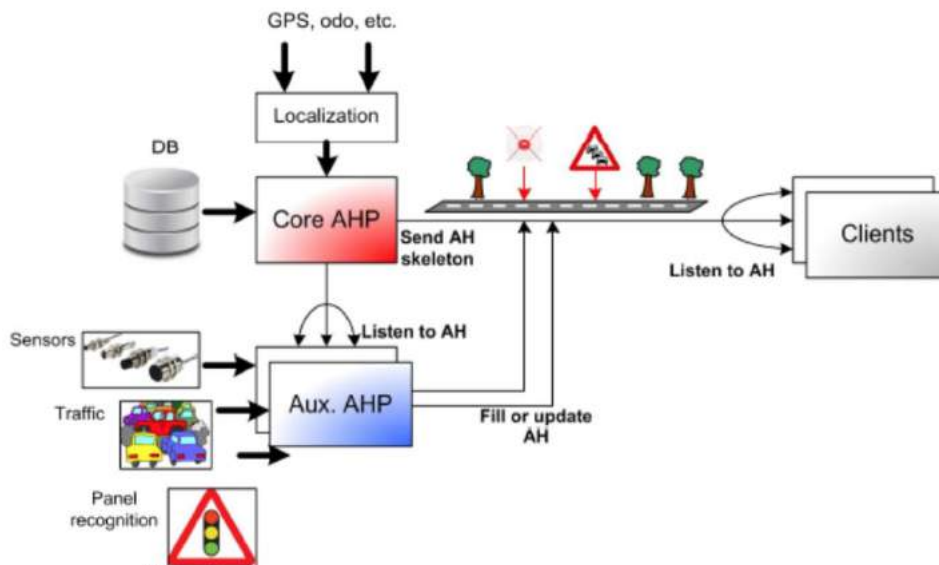 GPS, odo, etc.
Localization
DB
Core AHP
Send AH
skeleton
Clients
Listen to AH
Listen to AH
Sensors
Aux. AHP
Traffic
Fill or update
AH
Panel
recognition